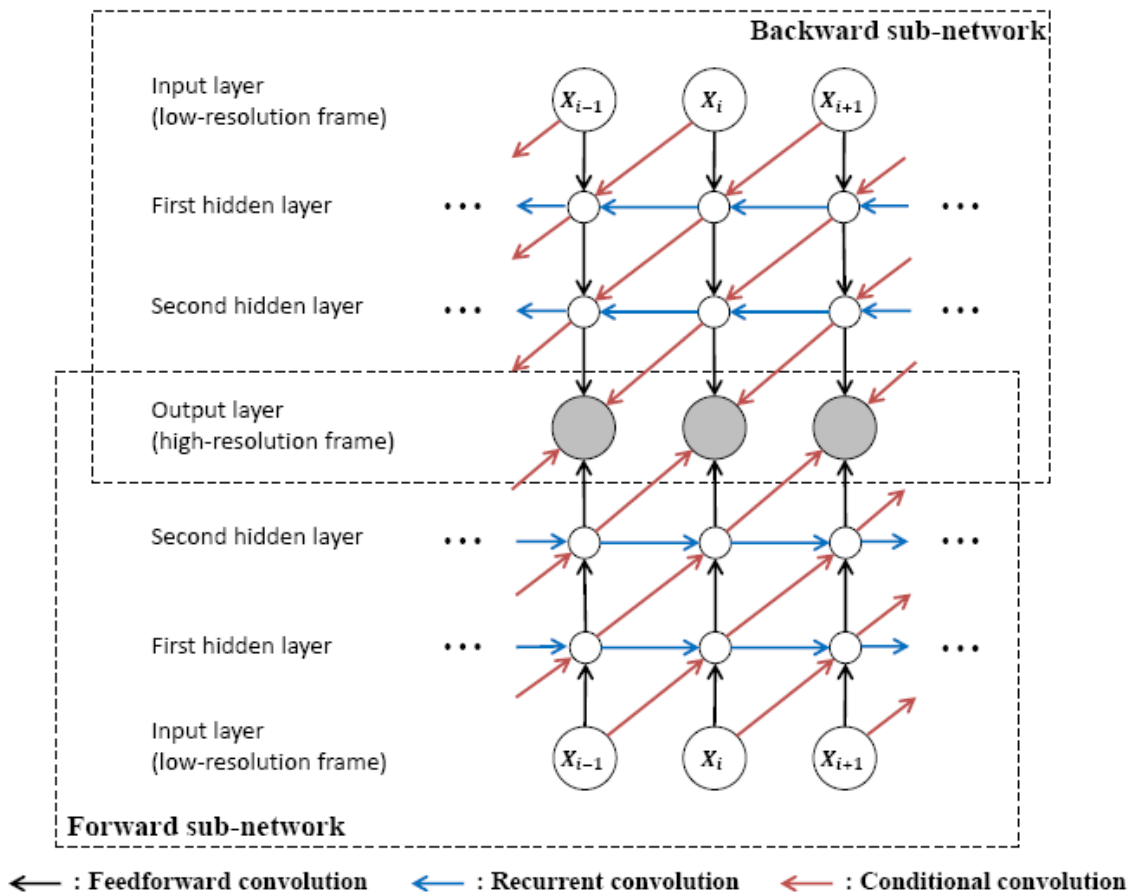 Backward sub-network
Input layer
(low-resolution frame)
X_{i-1} X_i X_{i+1}
First hidden layer
• • •
• • •
Second hidden layer
• • •
• • •
Output layer
(high-resolution frame)
Second hidden layer
• • •
• • •
First hidden layer
• • •
• • •
Input layer
(low-resolution frame)
X_{i-1} X_i X_{i+1}
Forward sub-network
: Feedforward convolution : Recurrent convolution : Conditional convolution